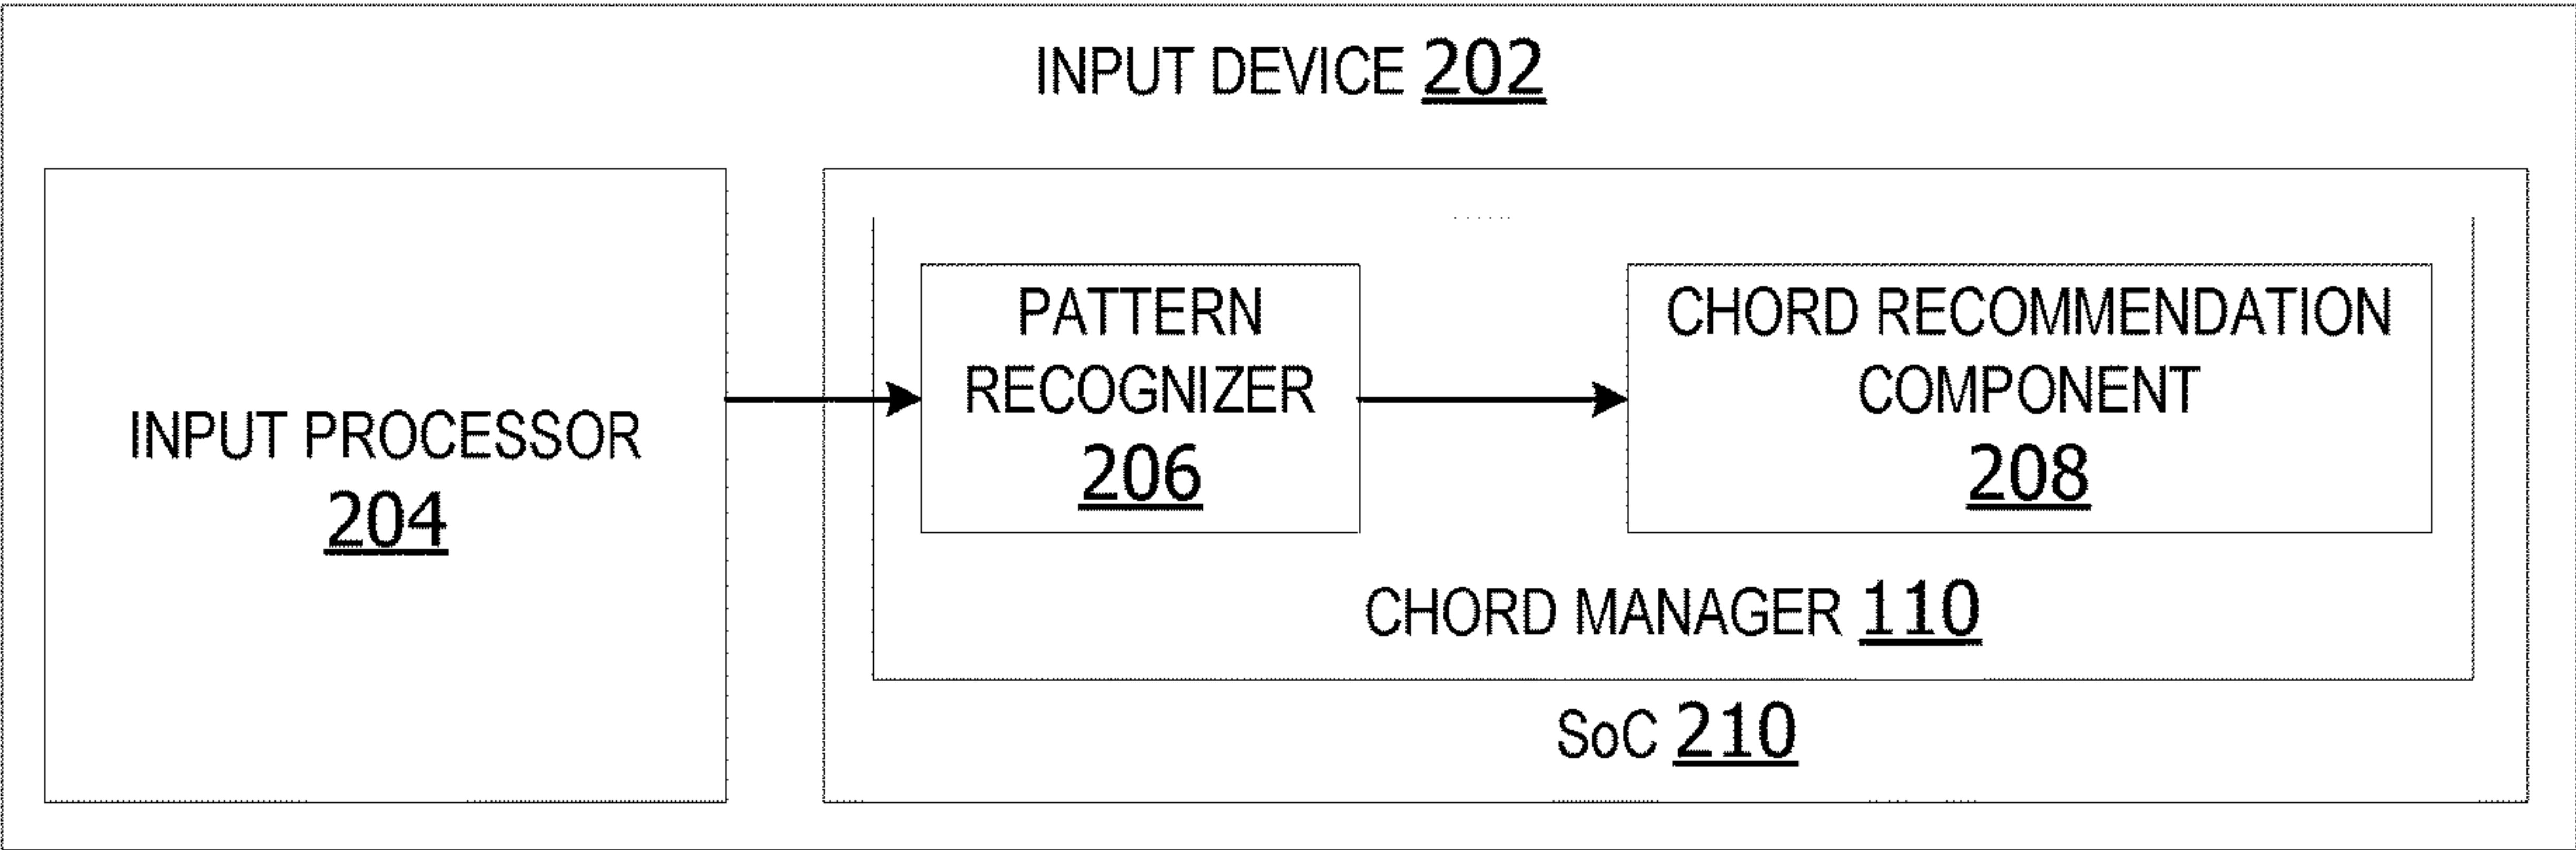 INPUT DEVICE 202
INPUT PROCESSOR
204
PATTERN
RECOGNIZER
206
CHORD RECOMMENDATION
COMPONENT
208
CHORD MANAGER 110
SoC 210